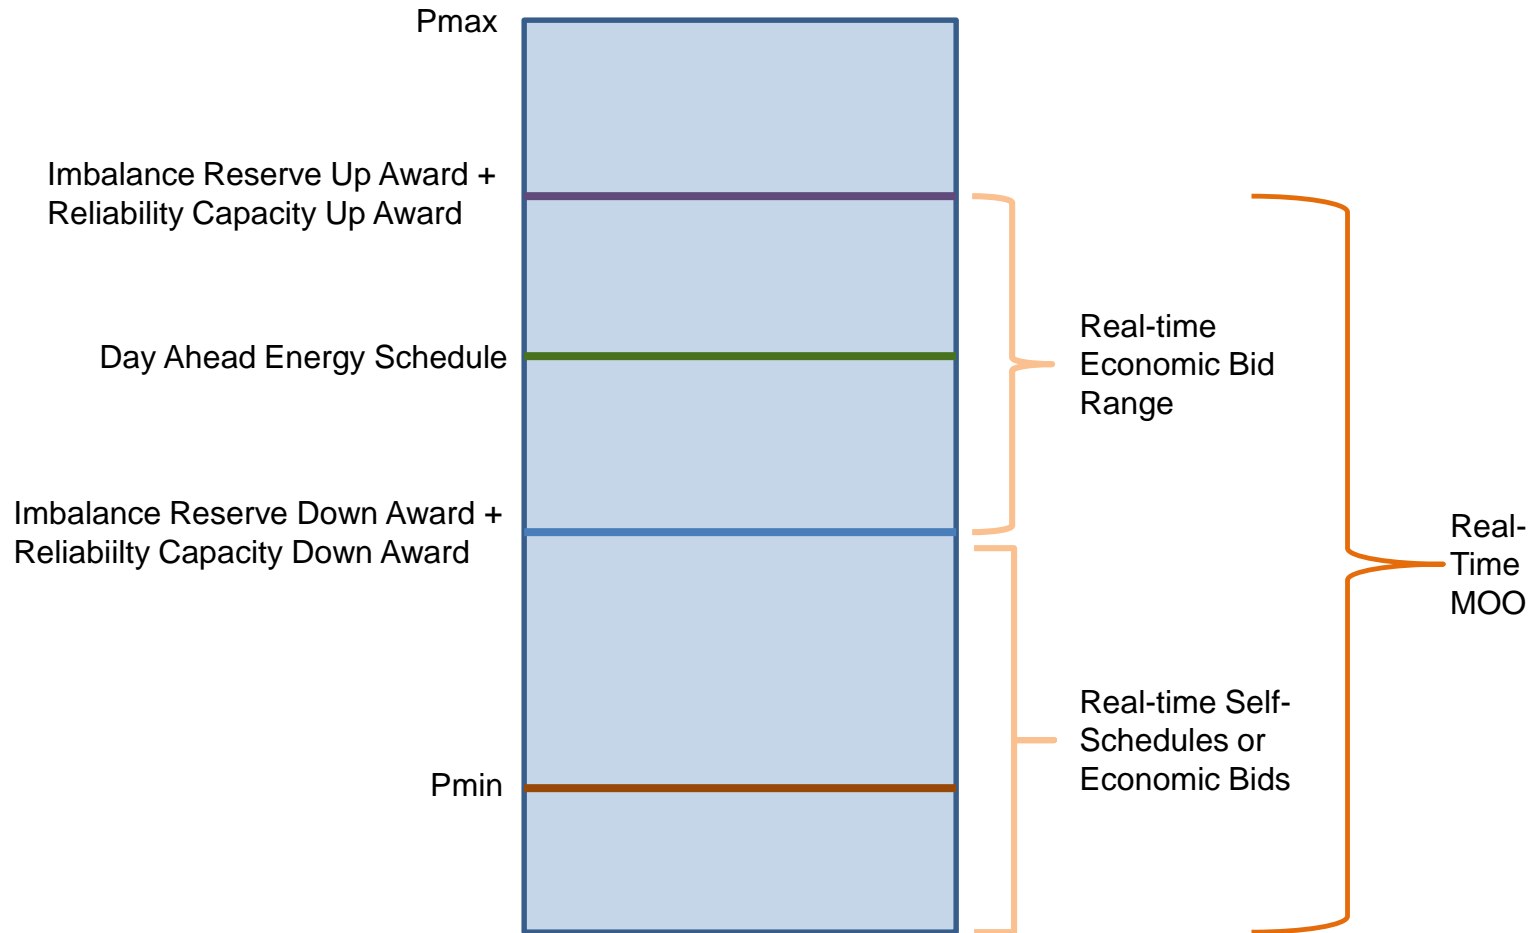 Pmax
Imbalance Reserve Up Award +
Reliability Capacity Up Award
Day Ahead Energy Schedule
Imbalance Reserve Down Award +
Reliabiilty Capacity Down Award
Pmin
Real-time
Economic Bid
Range
Real-time Self-
Schedules or
Economic Bids
Real-
Time
MOO